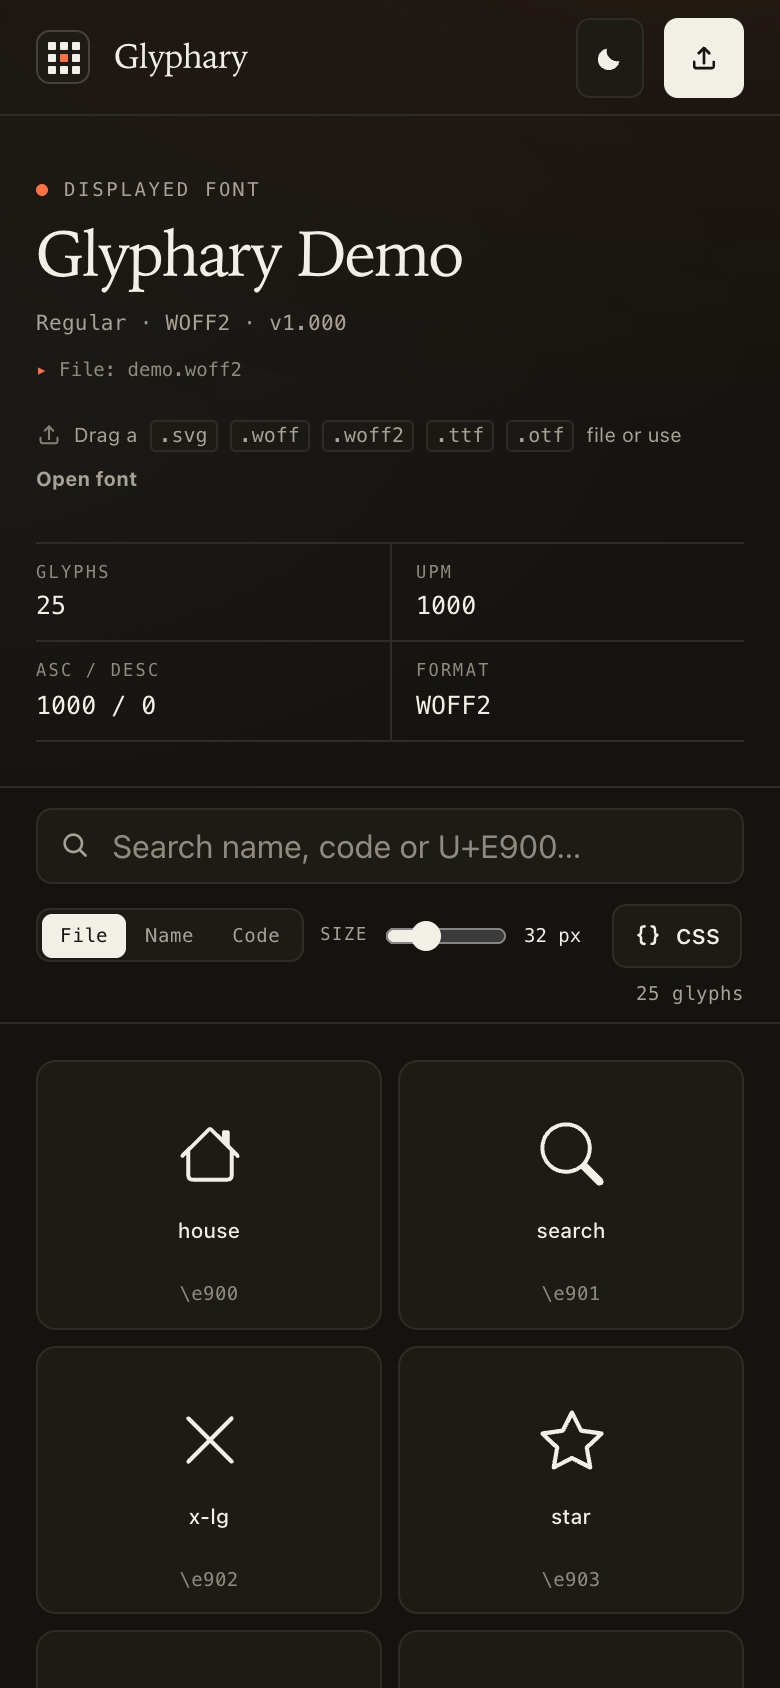 Glyphary
DISPLAYED FONT
Glyphary Demo
Regular · WOFF2 · v1.000
▸ File: demo.woff2
Drag a .svg .woff .woff2 .ttf .otf file or use
Open font
GLYPHS UPM
25 1000
ASC / DESC FORMAT
1000 / 0 WOFF2
Search name, code or U+E900...
File Name Code SIZE 32 px {} CSS
25 glyphs
house search
\e900 \e901
x-lg star
\e902 \e903